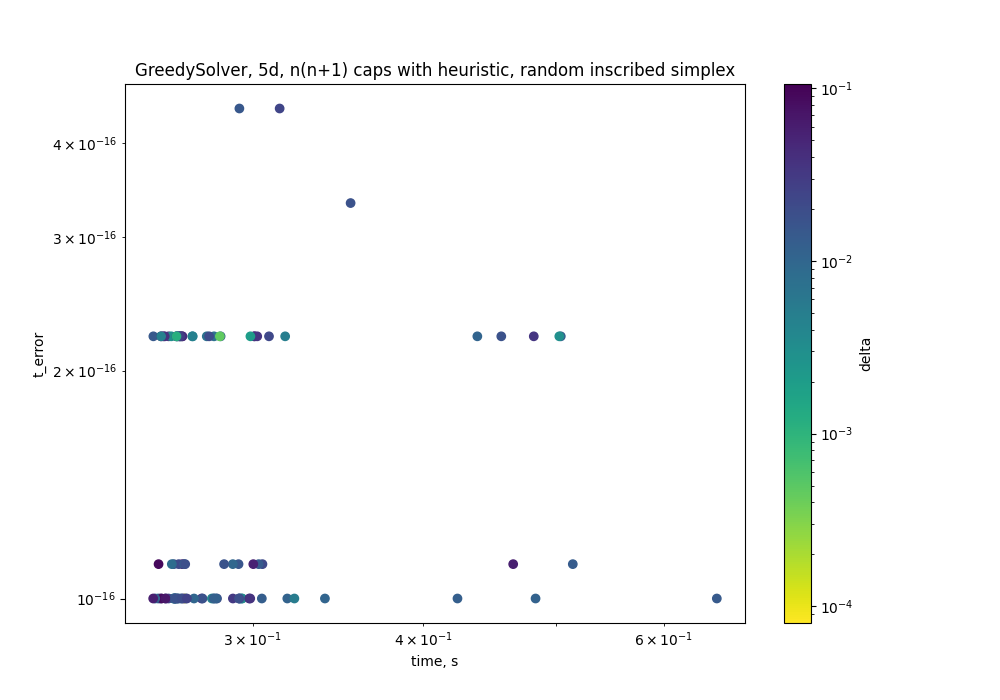 GreedySolver, 5d, n(n+1) caps with heuristic, random inscribed simplex
4 × 10⁻¹⁶
3 × 10⁻¹⁶
2 × 10⁻¹⁶
10⁻¹⁶
t_error
3 × 10⁻¹
4 × 10⁻¹
6 × 10⁻¹
time, s
10⁻¹
10⁻²
10⁻³
10⁻⁴
delta